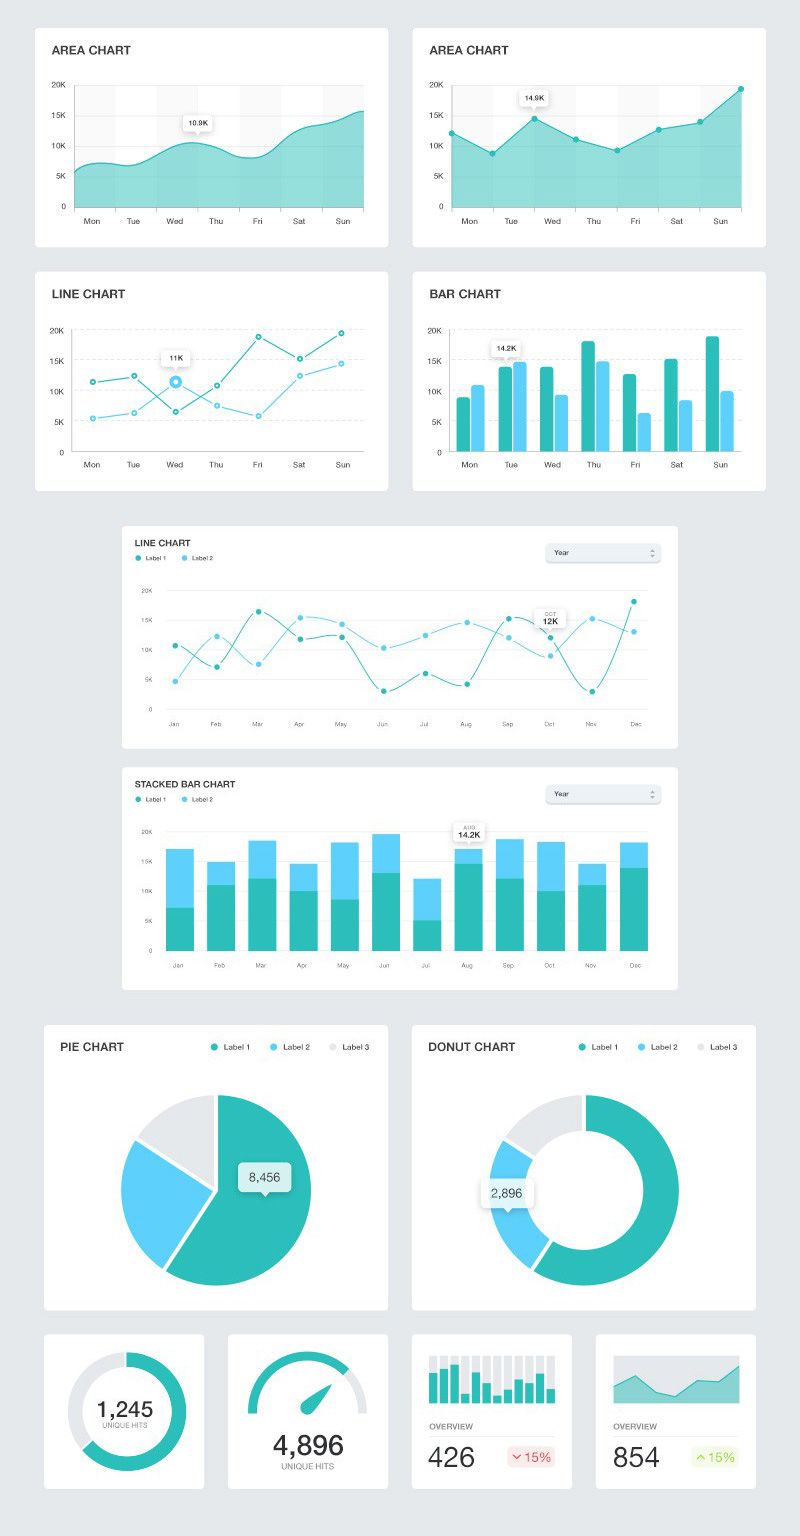 AREA CHART
20K
15K
10K
5K
0
10.9K
Mon Tue Wed Thu Fri Sat Sun
AREA CHART
20K
15K
10K
5K
0
14.9K
Mon Tue Wed Thu Fri Sat Sun
LINE CHART
20K
15K
10K
5K
0
11K
Mon Tue Wed Thu Fri Sat Sun
BAR CHART
20K
15K
10K
5K
0
14.2K
Mon Tue Wed Thu Fri Sat Sun
LINE CHART
Label 1 Label 2
Year
20K
15K
10K
5K
0
OCT
12K
Jan Feb Mar Apr May Jun Jul Aug Sep Oct Nov Dec
STACKED BAR CHART
Label 1 Label 2
Year
20K
15K
10K
5K
0
AUG
14.2K
Jan Feb Mar Apr May Jun Jul Aug Sep Oct Nov Dec
PIE CHART
Label 1 Label 2 Label 3
8,456
DONUT CHART
Label 1 Label 2 Label 3
2,896
1,245
UNIQUE HITS
4,896
UNIQUE HITS
OVERVIEW
426 15%
OVERVIEW
854 15%